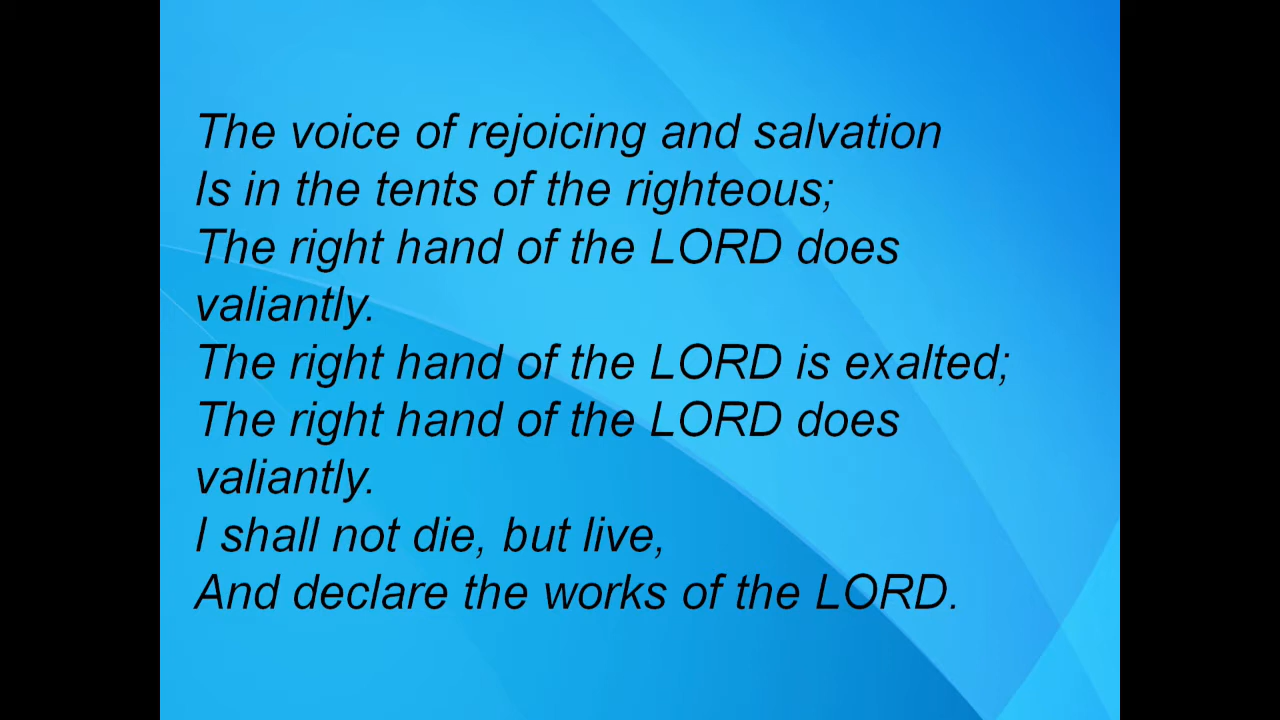 The voice of rejoicing and salvation
Is in the tents of the righteous;
The right hand of the LORD does
valiantly.
The right hand of the LORD is exalted;
The right hand of the LORD does
valiantly.
I shall not die, but live,
And declare the works of the LORD.